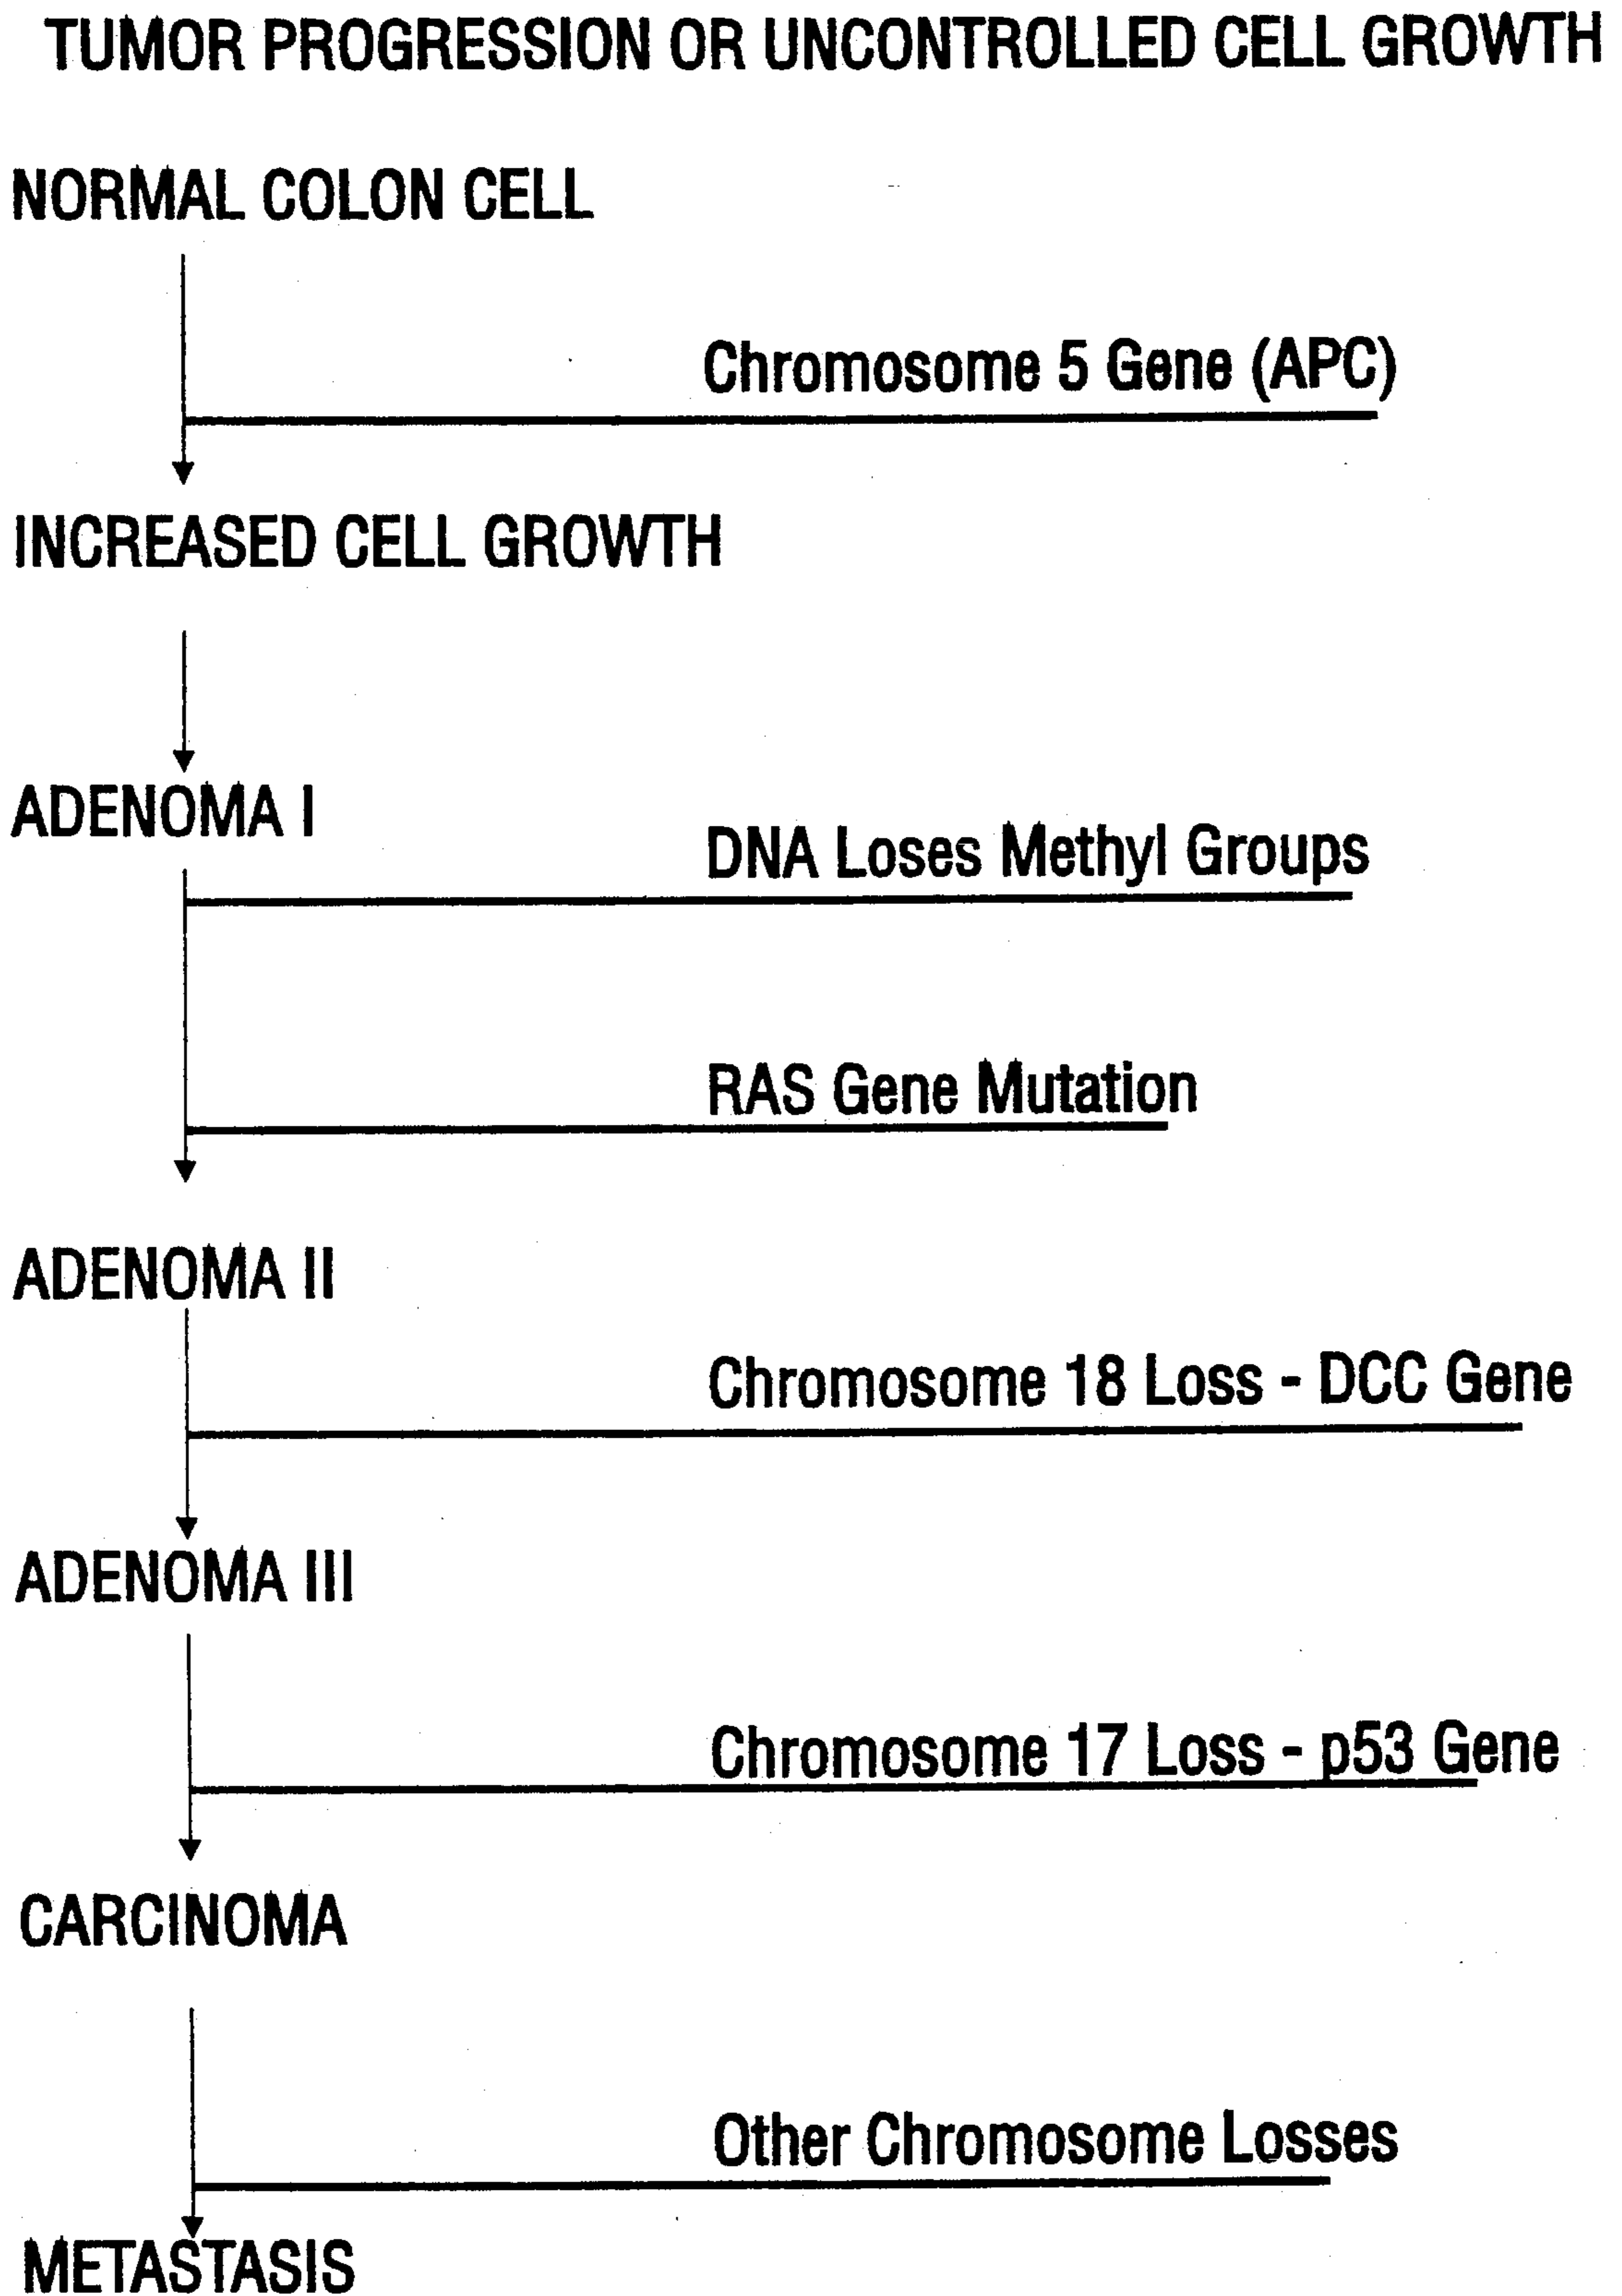 TUMOR PROGRESSION OR UNCONTROLLED CELL GROWTH
NORMAL COLON CELL
Chromosome 5 Gene (APC)
INCREASED CELL GROWTH
ADENOMA I
DNA Loses Methyl Groups
RAS Gene Mutation
ADENOMA II
Chromosome 18 Loss - DCC Gene
ADENOMA III
Chromosome 17 Loss - p53 Gene
CARCINOMA
Other Chromosome Losses
METASTASIS